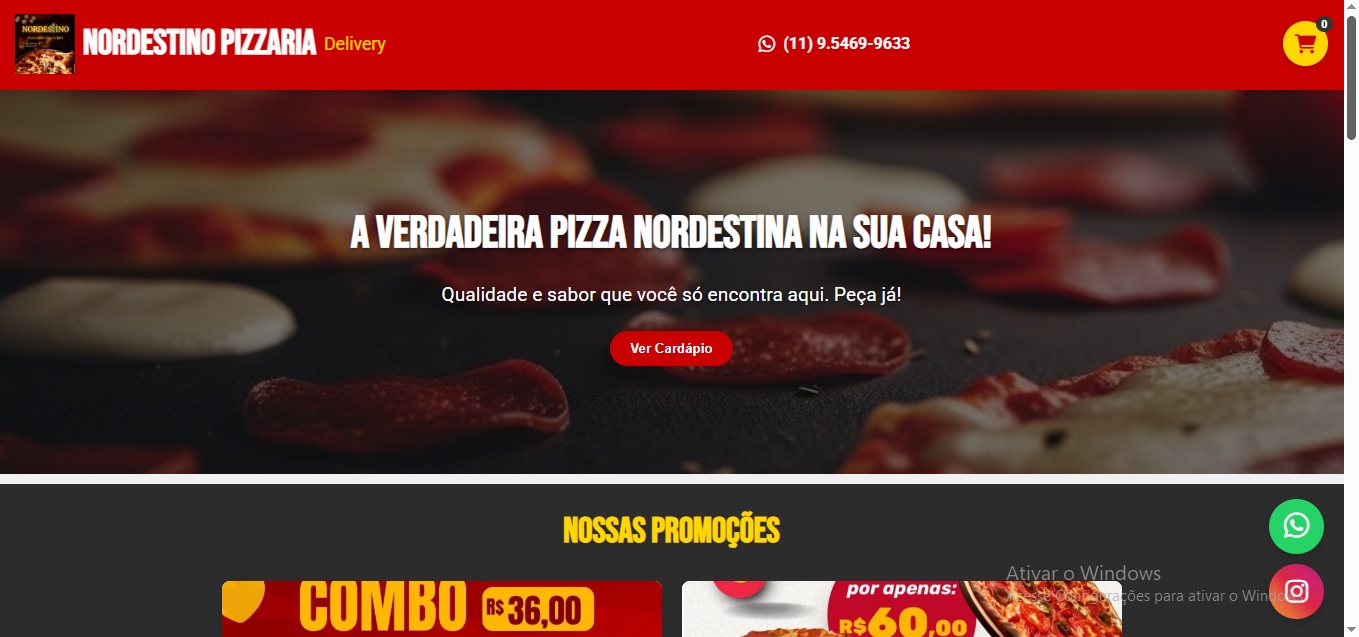 NORDESTINO
NORDESTINO PIZZARIA Delivery
(11) 9.5469-9633
0
A VERDADEIRA PIZZA NORDESTINA NA SUA CASA!
Qualidade e sabor que você só encontra aqui. Peça já!
Ver Cardápio
NOSSAS PROMOÇÕES
COMBO R$ 36,00
por apenas:
R$60,00
Ativar o Windows
Acesse Configurações para ativar o Windows